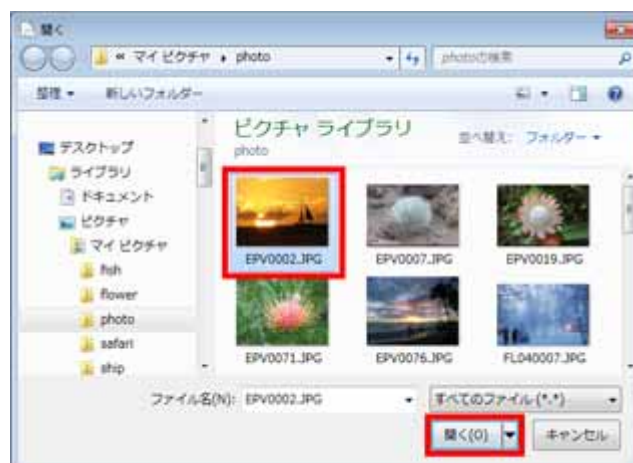 開く
« マイ ピクチャ ▸ photo
photoの検索
整理 ▼ 新しいフォルダー
デスクトップ
ライブラリ
ドキュメント
ピクチャ
マイ ピクチャ
fish
flower
photo
safari
ship
ピクチャ ライブラリ
photo
並べ替え: フォルダー ▼
EPV0002.JPG EPV0007.JPG EPV0019.JPG
EPV0071.JPG EPV0076.JPG FL040007.JPG
ファイル名(N): EPV0002.JPG
すべてのファイル (*.*)
開く(O) キャンセル